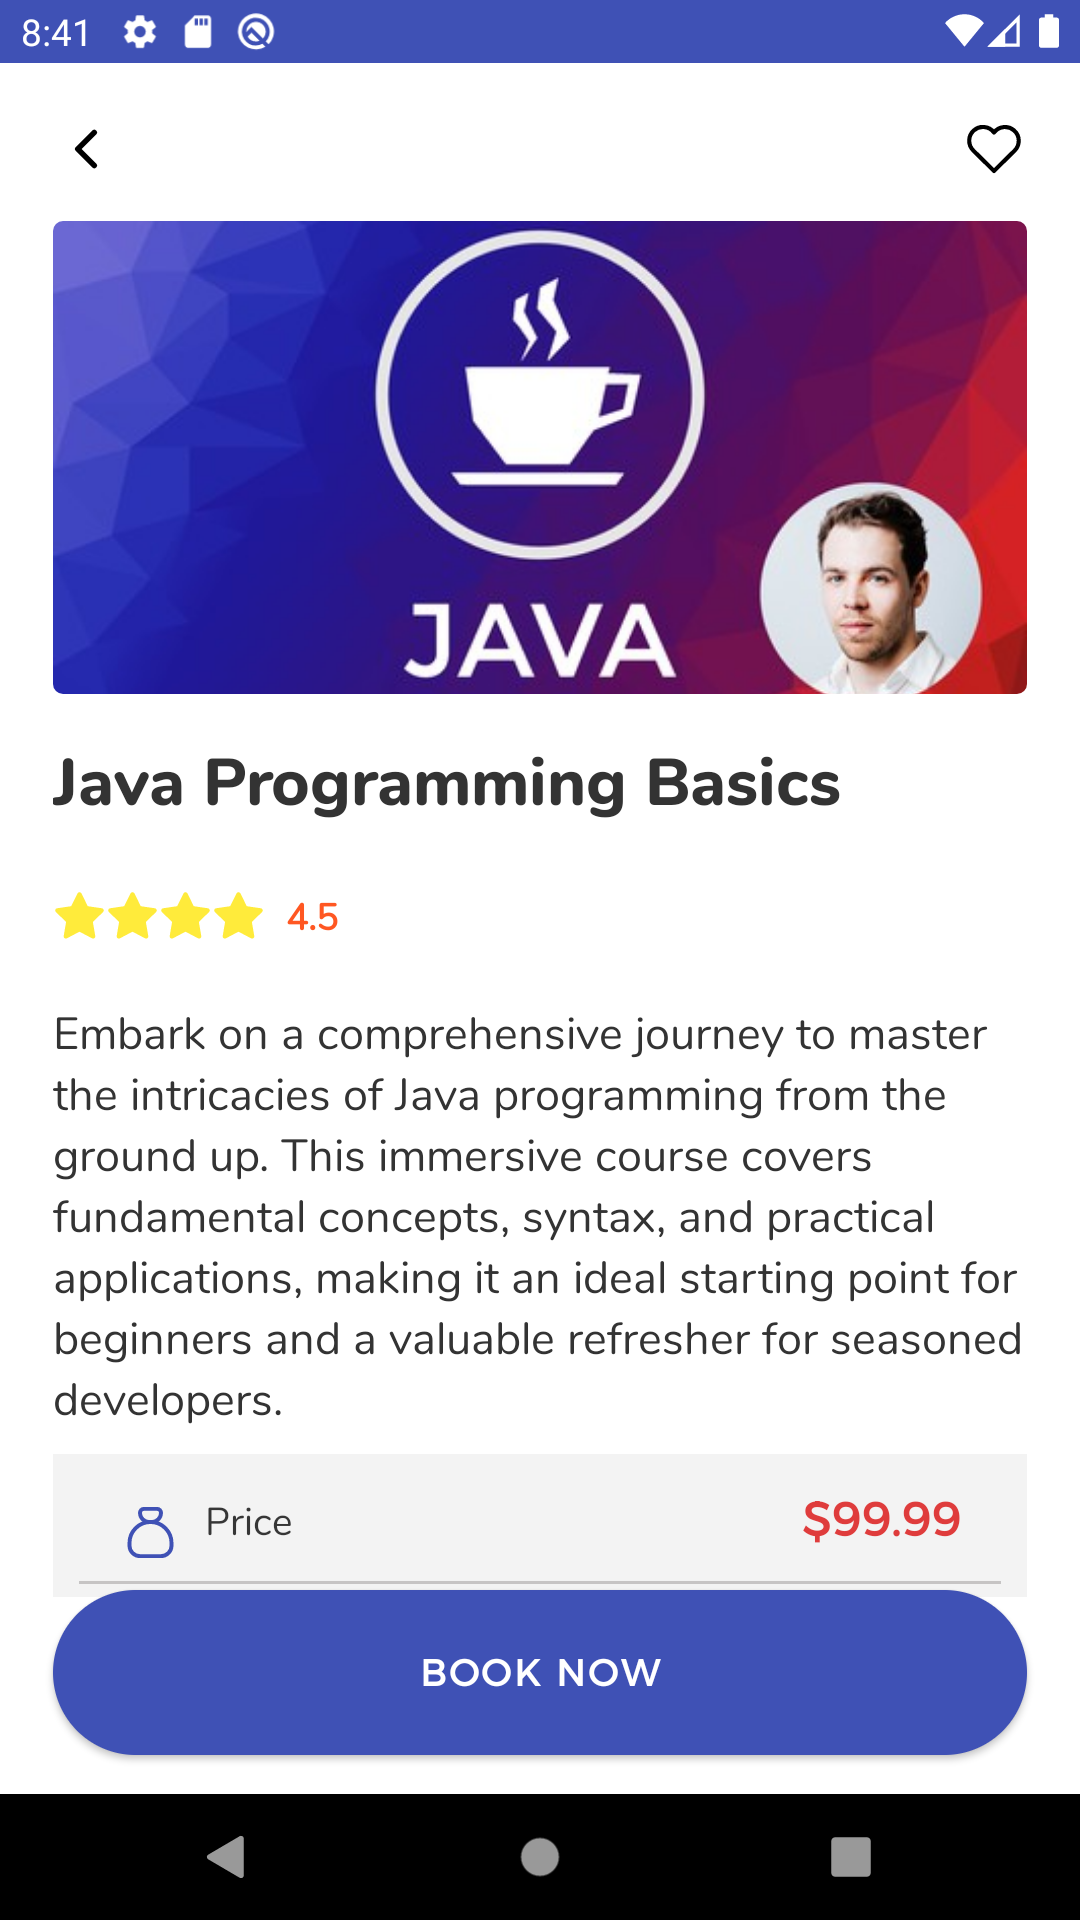 8:41
JAVA
Java Programming Basics
4.5
Embark on a comprehensive journey to master
the intricacies of Java programming from the
ground up. This immersive course covers
fundamental concepts, syntax, and practical
applications, making it an ideal starting point for
beginners and a valuable refresher for seasoned
developers.
Price
$99.99
BOOK NOW